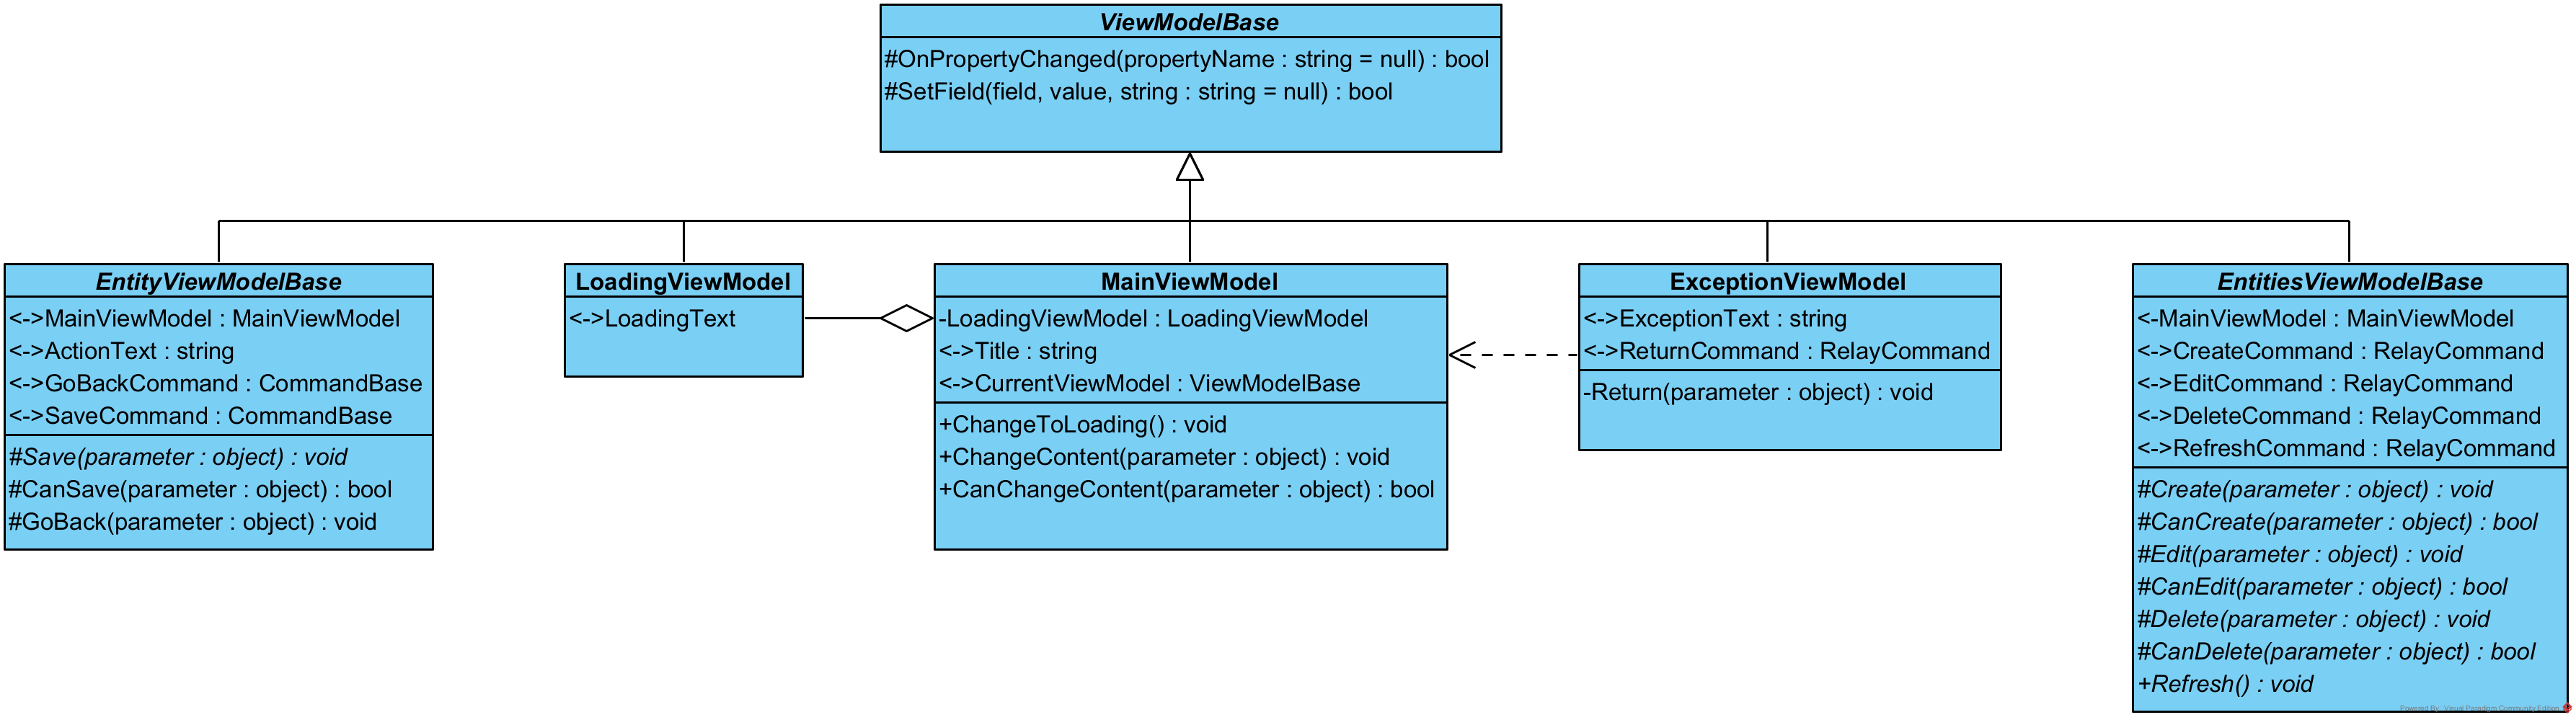 ViewModelBase
#OnPropertyChanged(propertyName : string = null) : bool
#SetField(field, value, string : string = null) : bool
EntityViewModelBase
<->MainViewModel : MainViewModel
<->ActionText : string
<->GoBackCommand : CommandBase
<->SaveCommand : CommandBase
#Save(parameter : object) : void
#CanSave(parameter : object) : bool
#GoBack(parameter : object) : void
LoadingViewModel
<->LoadingText
MainViewModel
-LoadingViewModel : LoadingViewModel
<->Title : string
<->CurrentViewModel : ViewModelBase
+ChangeToLoading() : void
+ChangeContent(parameter : object) : void
+CanChangeContent(parameter : object) : bool
ExceptionViewModel
<->ExceptionText : string
<->ReturnCommand : RelayCommand
-Return(parameter : object) : void
EntitiesViewModelBase
<-MainViewModel : MainViewModel
<->CreateCommand : RelayCommand
<->EditCommand : RelayCommand
<->DeleteCommand : RelayCommand
<->RefreshCommand : RelayCommand
#Create(parameter : object) : void
#CanCreate(parameter : object) : bool
#Edit(parameter : object) : void
#CanEdit(parameter : object) : bool
#Delete(parameter : object) : void
#CanDelete(parameter : object) : bool
+Refresh() : void
Powered By: Visual Paradigm Community Edition